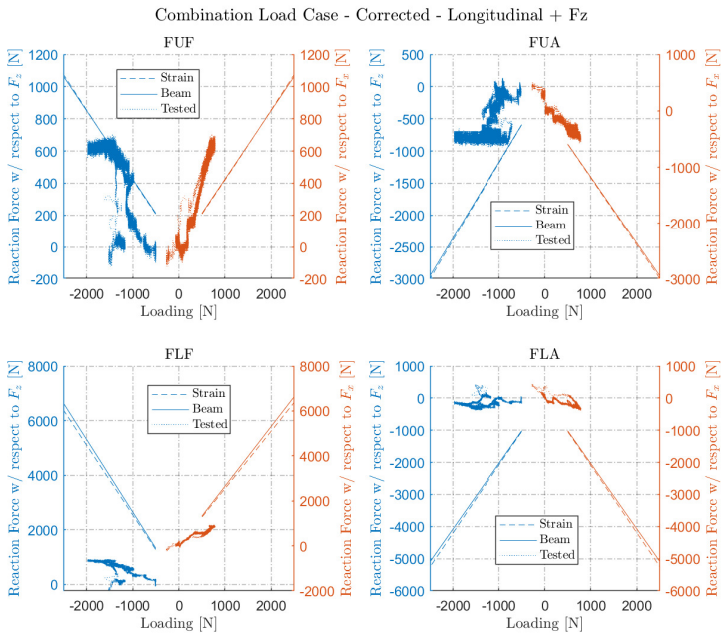 Combination Load Case - Corrected - Longitudinal + Fz
FUF
Reaction Force w/ respect to F_z [N]
1200
1000
800
600
400
200
0
-200
Strain
Beam
Tested
1200
1000
800
600
400
200
0
-200
Reaction Force w/ respect to F_x [N]
-2000 -1000 0 1000 2000
Loading [N]
FUA
Reaction Force w/ respect to F_z [N]
500
0
-500
-1000
-1500
-2000
-2500
-3000
Strain
Beam
Tested
1000
0
-1000
-2000
-3000
Reaction Force w/ respect to F_x [N]
-2000 -1000 0 1000 2000
Loading [N]
FLF
Reaction Force w/ respect to F_z [N]
8000
6000
4000
2000
0
Strain
Beam
Tested
8000
6000
4000
2000
0
-2000
Reaction Force w/ respect to F_x [N]
-2000 -1000 0 1000 2000
Loading [N]
FLA
Reaction Force w/ respect to F_z [N]
1000
0
-1000
-2000
-3000
-4000
-5000
-6000
Strain
Beam
Tested
1000
0
-1000
-2000
-3000
-4000
-5000
-6000
Reaction Force w/ respect to F_x [N]
-2000 -1000 0 1000 2000
Loading [N]